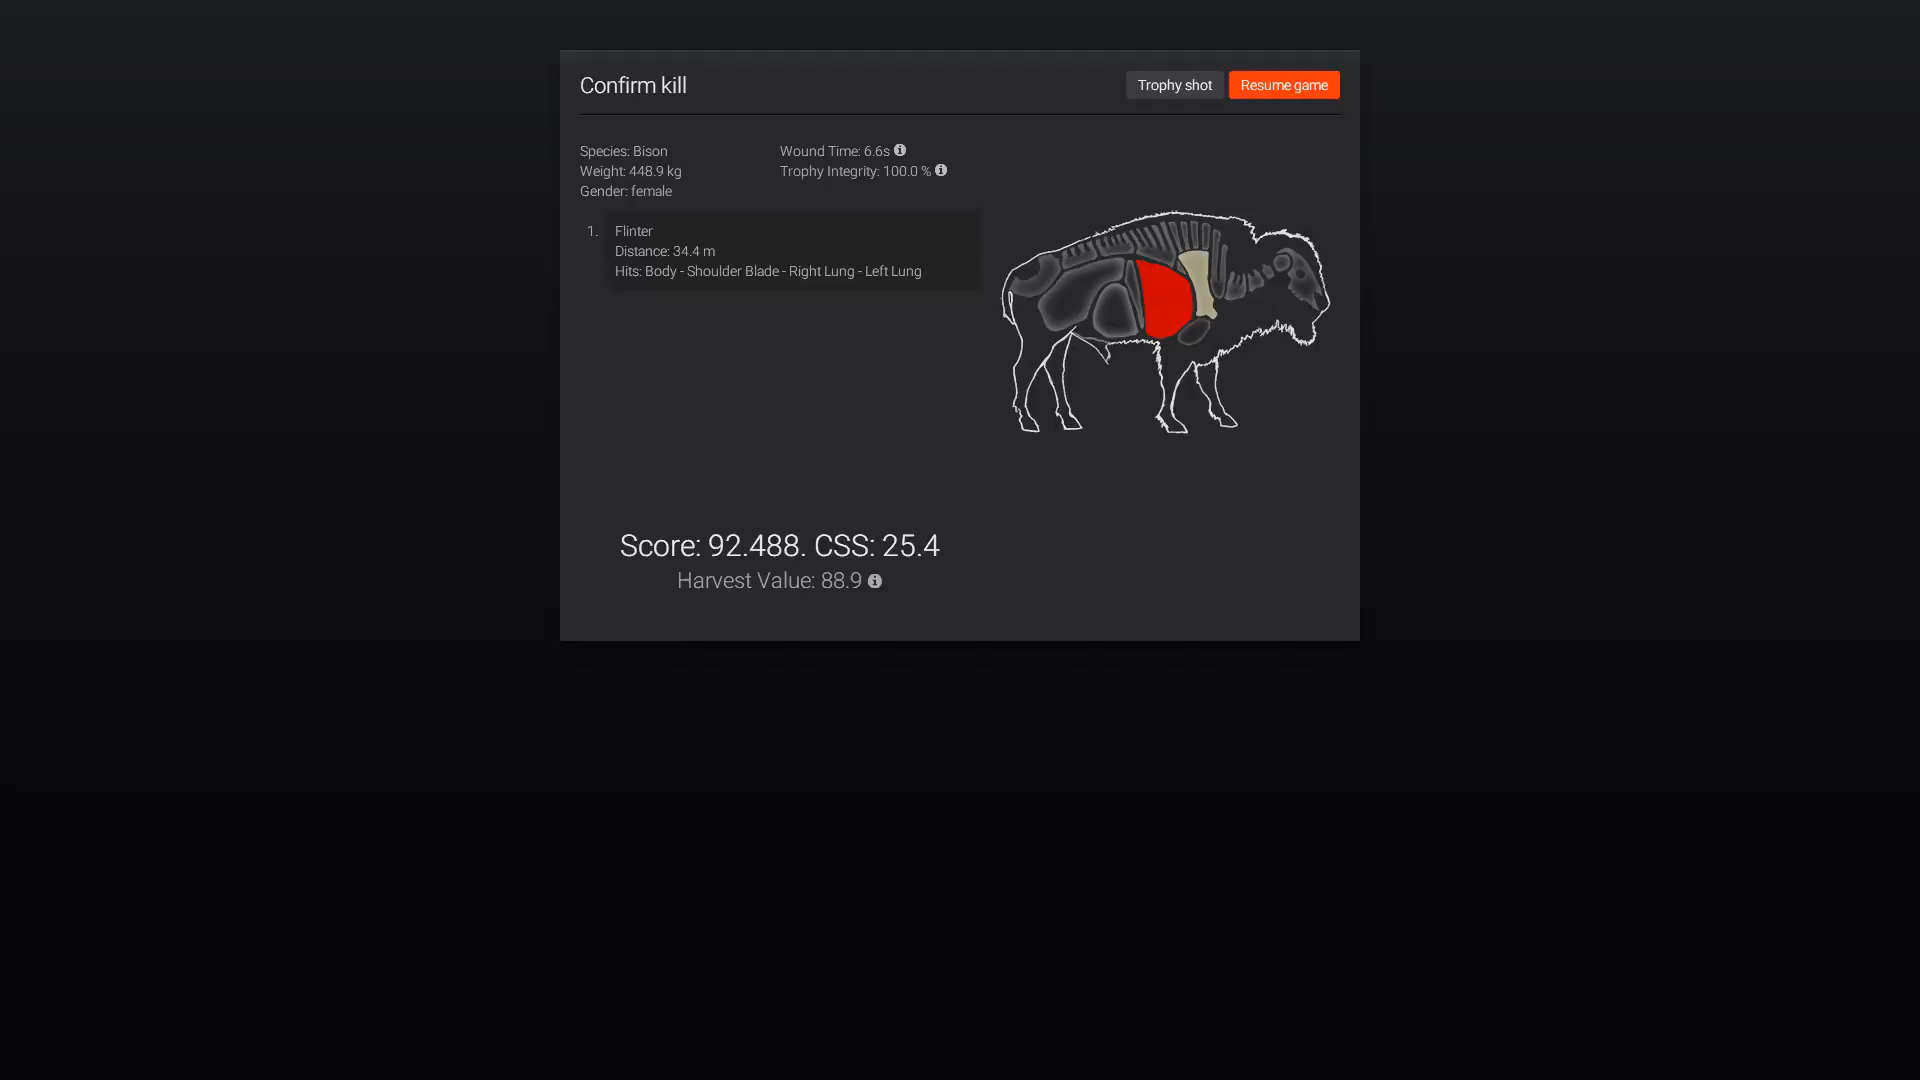 Confirm kill
Trophy shot
Resume game
Species: Bison
Weight: 448.9 kg
Gender: female
Wound Time: 6.6s
Trophy Integrity: 100.0 %
1.
Flinter
Distance: 34.4 m
Hits: Body - Shoulder Blade - Right Lung - Left Lung
Score: 92.488. CSS: 25.4
Harvest Value: 88.9